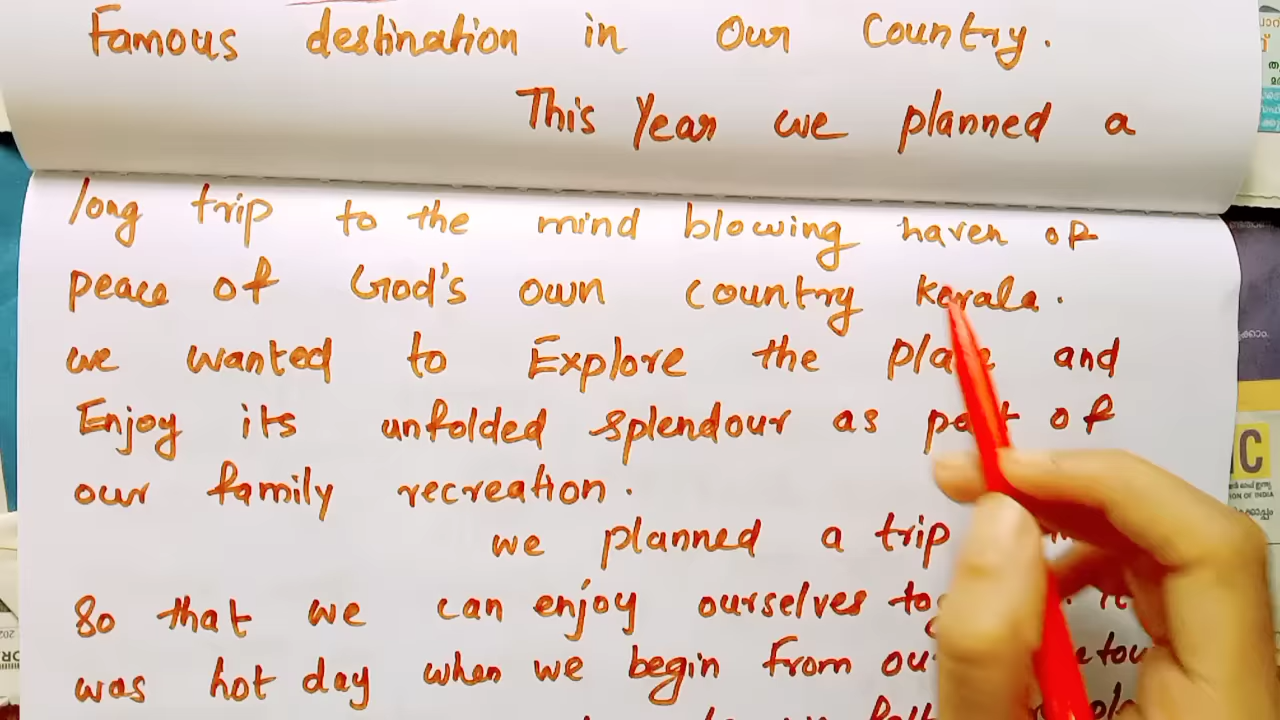 Famous destination in Our Country.
This Year we planned a
long trip to the mind blowing haven of
peace of God's own country kerala.
we wanted to Explore the place and
Enjoy its unfolded splendour as part of
our family recreation.
we planned a trip
So that we can enjoy ourselves
was hot day when we begin from